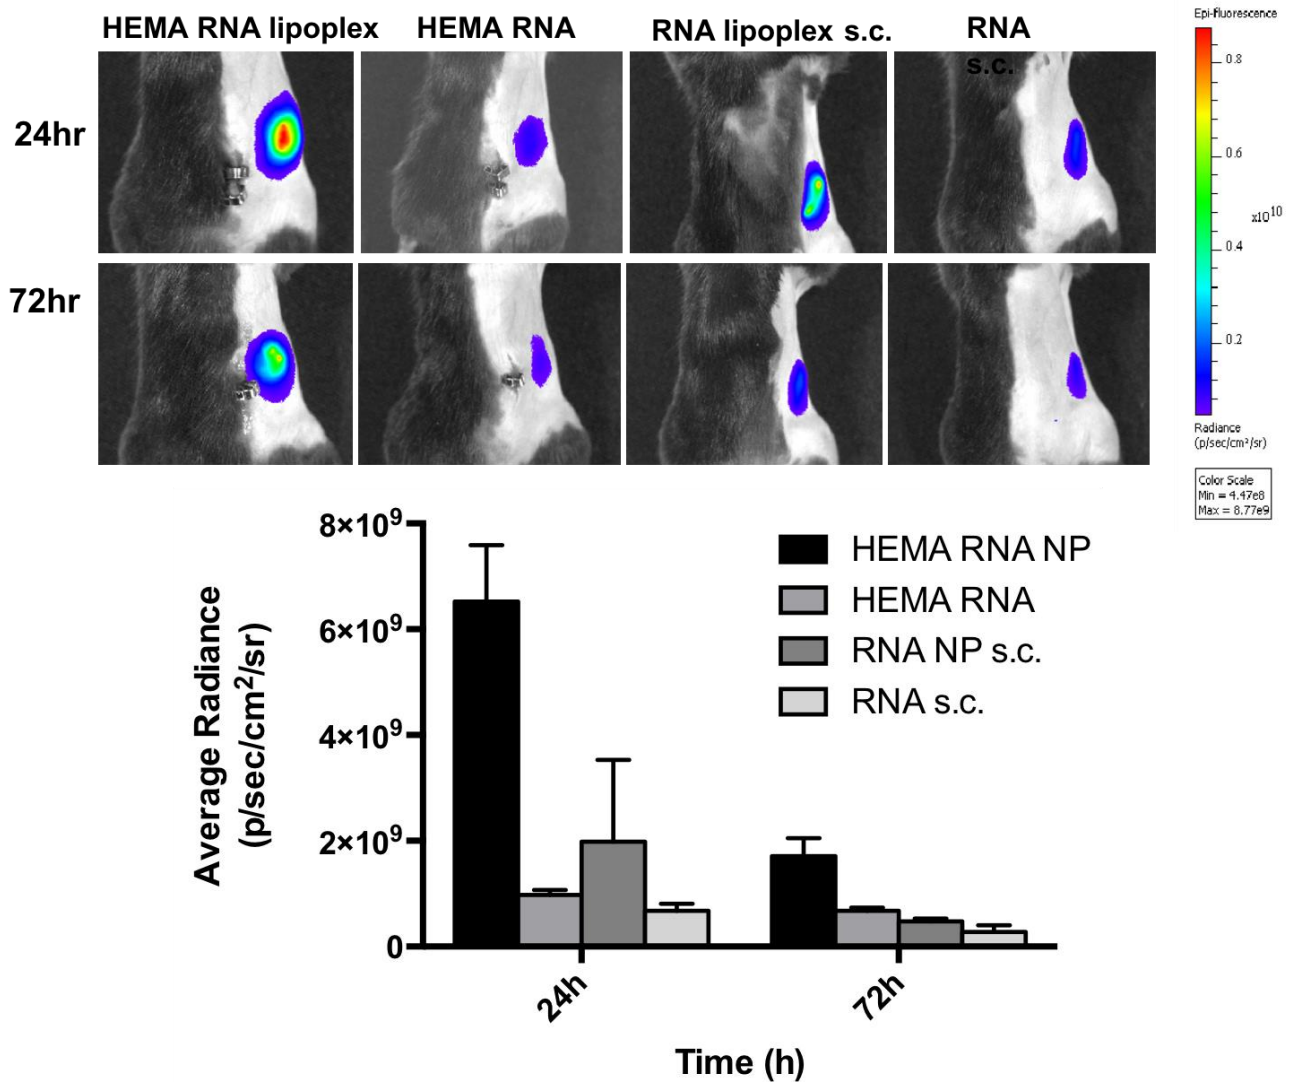 HEMA RNA lipoplex
HEMA RNA
RNA lipoplex s.c.
RNA
s.c.
24hr
72hr
Epi-fluorescence
0.8
0.6
0.4
0.2
x10¹⁰
Radiance
(p/sec/cm²/sr)
Color Scale
Min = 4.47e8
Max = 8.77e9
8×10⁹
6×10⁹
4×10⁹
2×10⁹
0
Average Radiance
(p/sec/cm²/sr)
HEMA RNA NP
HEMA RNA
RNA NP s.c.
RNA s.c.
24h
72h
Time (h)